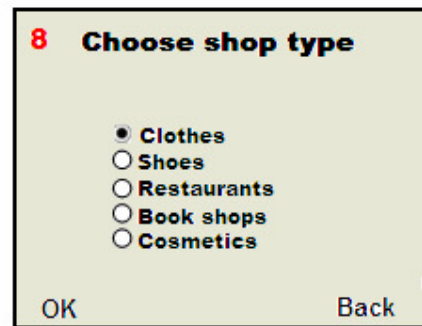 8 Choose shop type
Clothes
Shoes
Restaurants
Book shops
Cosmetics
OK Back